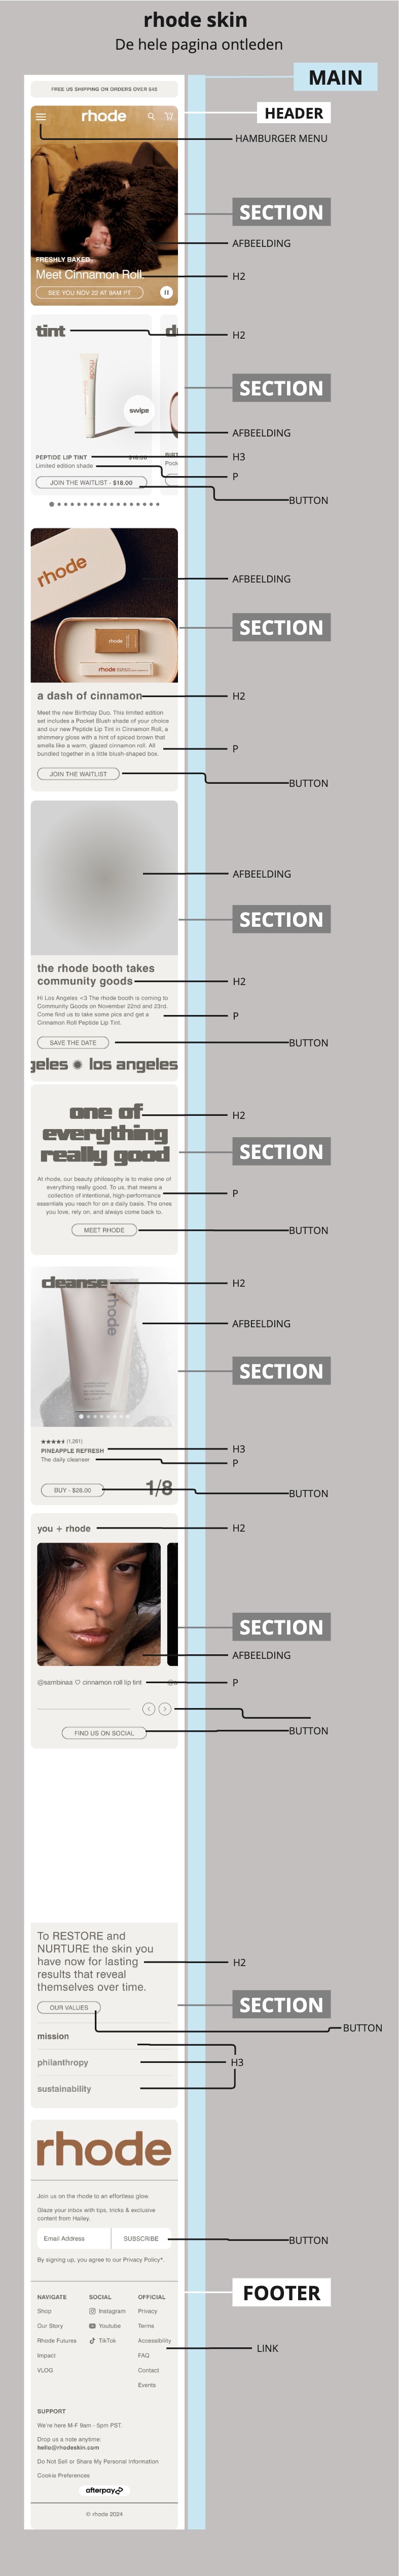 rhode skin
De hele pagina ontleden
MAIN
FREE US SHIPPING ON ORDERS OVER $45
rhode
HEADER
HAMBURGER MENU
SECTION
AFBEELDING
FRESHLY BAKED
Meet Cinnamon Roll.
H2
SEE YOU NOV 22 AT 9AM PT
tint
H2
SECTION
swipe
AFBEELDING
PEPTIDE LIP TINT
$18.00
H3
Limited edition shade
Pock
P
JOIN THE WAITLIST - $18.00
BUTTON
rhode
AFBEELDING
rhode
SECTION
rhode
a dash of cinnamon
H2
Meet the new Birthday Duo. This limited edition
set includes a Pocket Blush shade of your choice
and our new Peptide Lip Tint in Cinnamon Roll, a
shimmery gloss with a hint of spiced brown that
smells like a warm, glazed cinnamon roll. All
bundled together in a little blush-shaped box.
P
JOIN THE WAITLIST
BUTTON
AFBEELDING
SECTION
the rhode booth takes
community goods
H2
Hi Los Angeles <3 The rhode booth is coming to
Community Goods on November 22nd and 23rd.
Come find us to take some pics and get a
Cinnamon Roll Peptide Lip Tint.
P
SAVE THE DATE
BUTTON
geles ✺ los angeles
one of
everything
really good
H2
SECTION
At rhode, our beauty philosophy is to make one of
everything really good. To us, that means a
collection of intentional, high-performance
essentials you reach for on a daily basis. The ones
you love, rely on, and always come back to.
P
MEET RHODE
BUTTON
cleanse
H2
rhode
AFBEELDING
SECTION
★★★★★ (1,261)
PINEAPPLE REFRESH
H3
The daily cleanser
P
BUY - $28.00
1/8
BUTTON
you + rhode
H2
SECTION
AFBEELDING
@sambinaa ♡ cinnamon roll lip tint
P
FIND US ON SOCIAL
BUTTON
To RESTORE and
NURTURE the skin you
have now for lasting
results that reveal
themselves over time.
H2
SECTION
OUR VALUES
BUTTON
mission
philanthropy
H3
sustainability
rhode
Join us on the rhode to an effortless glow.
Glaze your inbox with tips, tricks & exclusive
content from Hailey.
Email Address
SUBSCRIBE
BUTTON
By signing up, you agree to our Privacy Policy*.
FOOTER
NAVIGATE
SOCIAL
OFFICIAL
Shop
Instagram
Privacy
Our Story
Youtube
Terms
Rhode Futures
TikTok
Accessibility
LINK
Impact
FAQ
VLOG
Contact
Events
SUPPORT
We're here M-F 9am - 5pm PST.
Drop us a note anytime:
hello@rhodeskin.com
Do Not Sell or Share My Personal Information
Cookie Preferences
afterpay
© rhode 2024